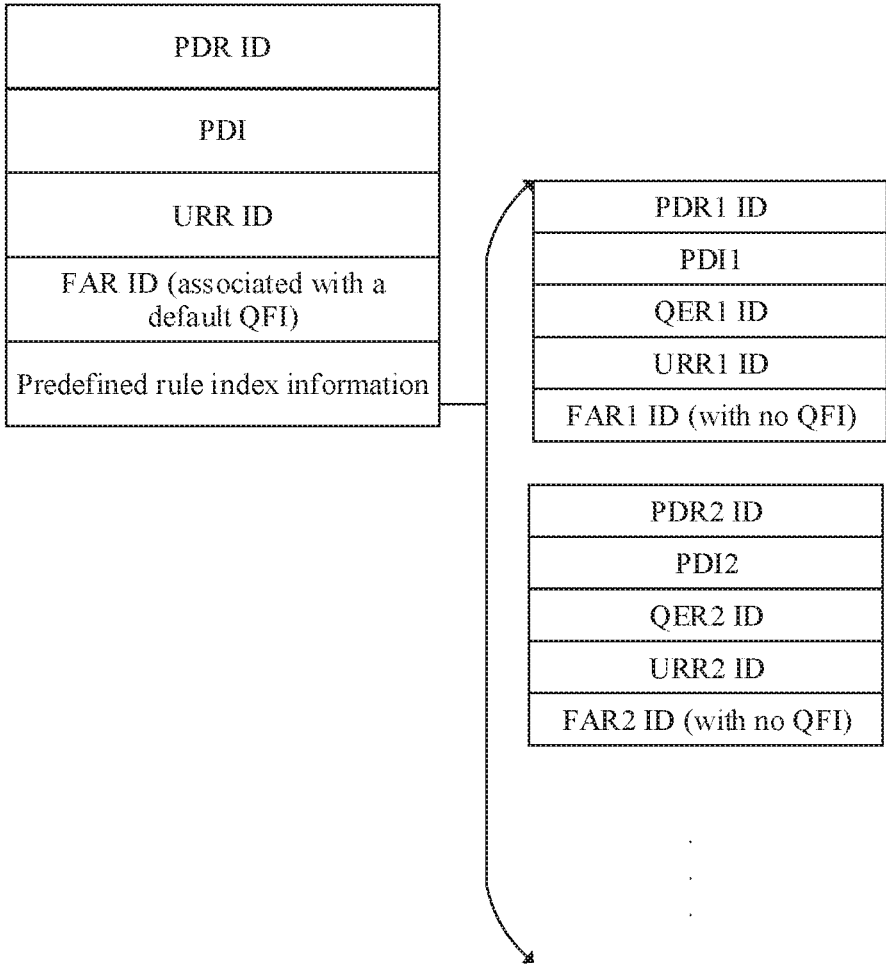 PDR ID
PDI
URR ID
FAR ID (associated with a
default QFI)
Predefined rule index information
PDR1 ID
PDI1
QER1 ID
URR1 ID
FAR1 ID (with no QFI)
PDR2 ID
PDI2
QER2 ID
URR2 ID
FAR2 ID (with no QFI)